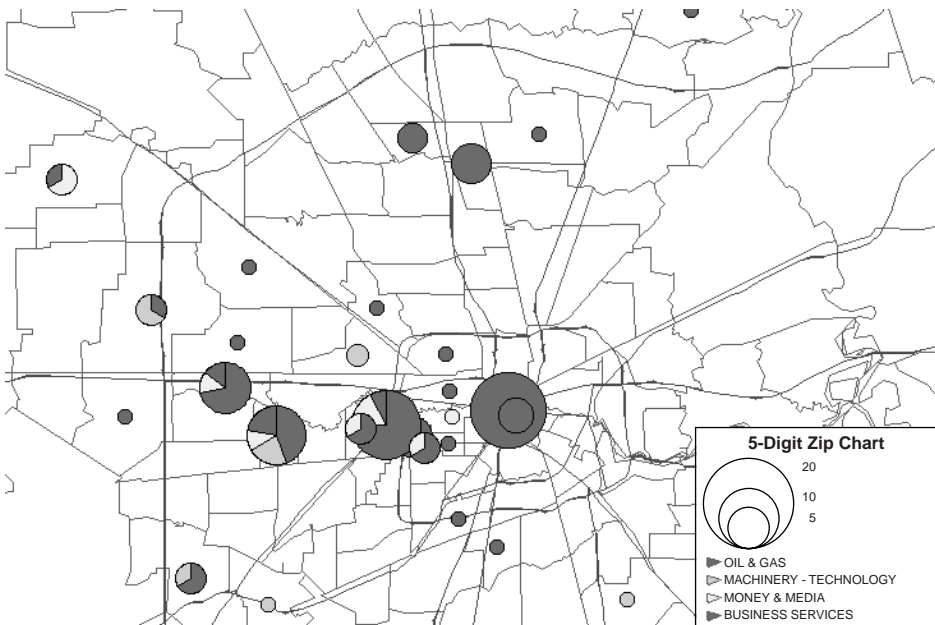 5-Digit Zip Chart
20
10
5
OIL & GAS
MACHINERY - TECHNOLOGY
MONEY & MEDIA
BUSINESS SERVICES